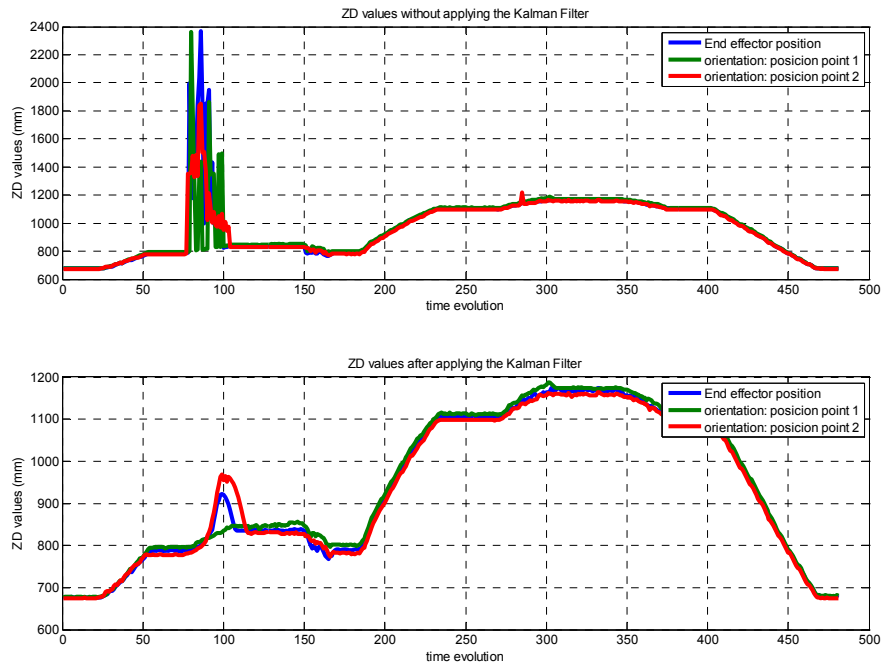 ZD values without applying the Kalman Filter
2400
2200
2000
1800
1600
1400
1200
1000
800
600
ZD values (mm)
End effector position
orientation: posicion point 1
orientation: posicion point 2
0 50 100 150 200 250 300 350 400 450 500
time evolution
ZD values after applying the Kalman Filter
1200
1100
1000
900
800
700
600
ZD values (mm)
End effector position
orientation: posicion point 1
orientation: posicion point 2
0 50 100 150 200 250 300 350 400 450 500
time evolution